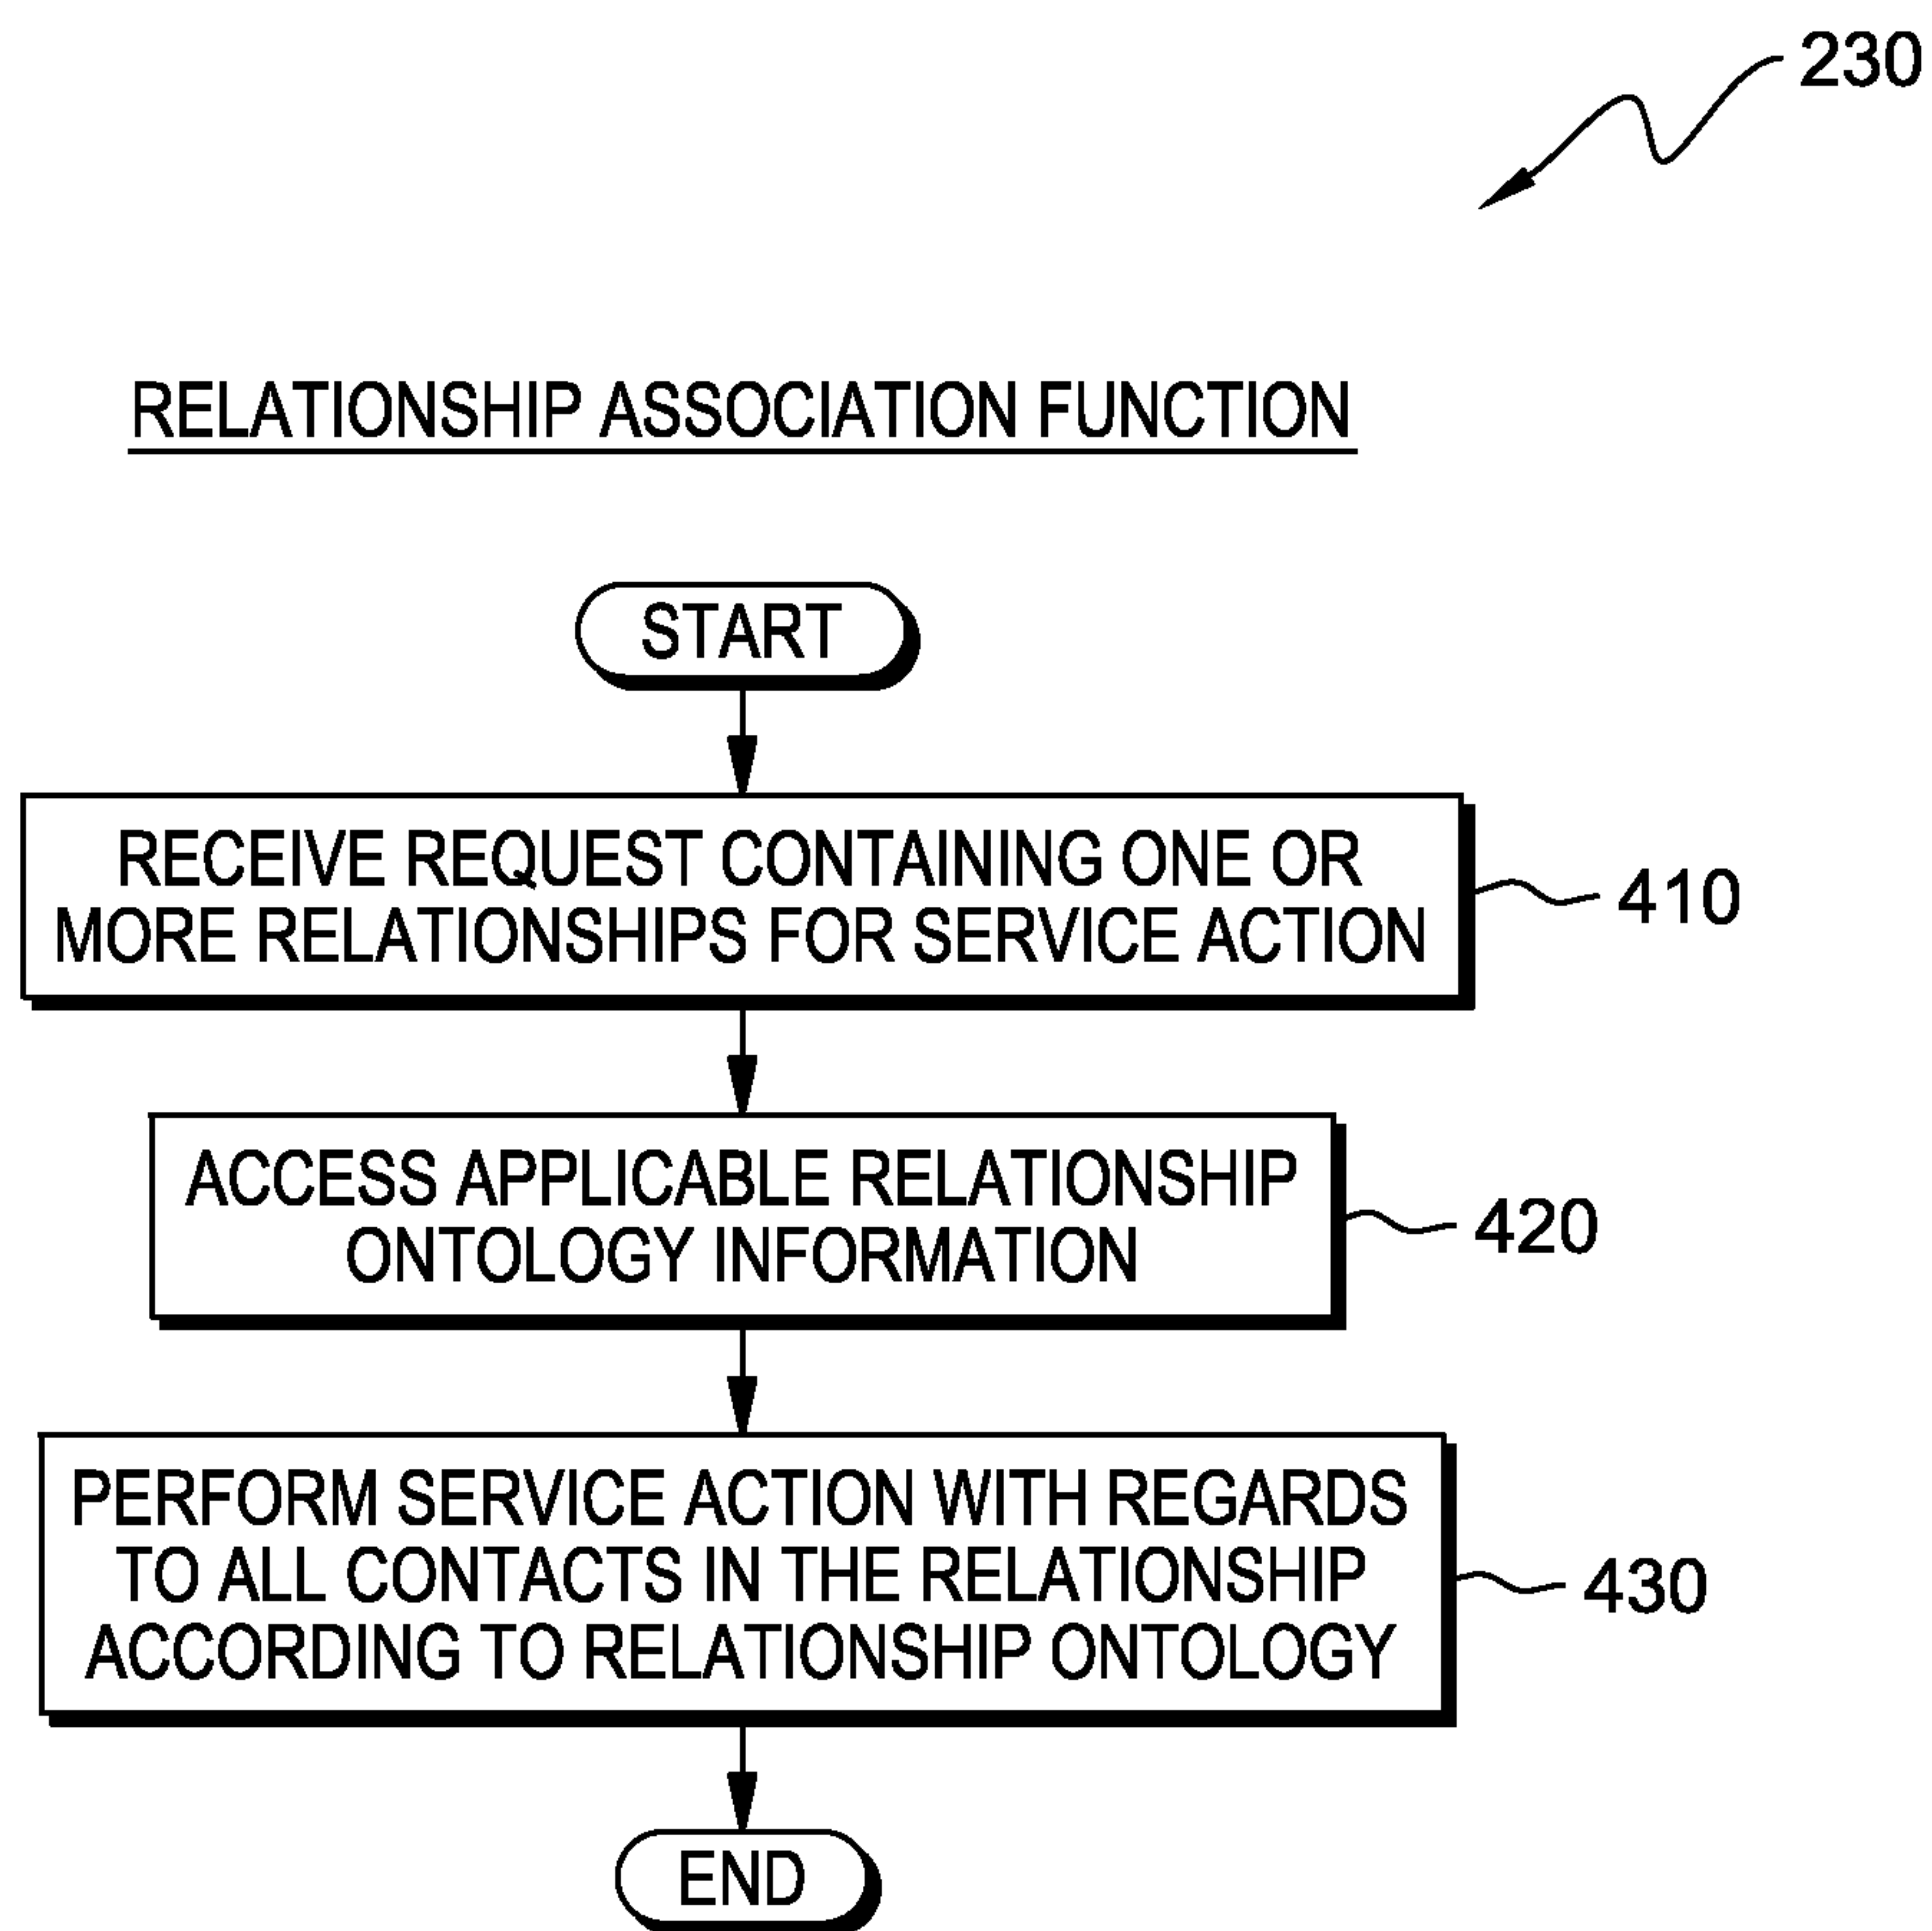 230
RELATIONSHIP ASSOCIATION FUNCTION
START
RECEIVE REQUEST CONTAINING ONE OR
MORE RELATIONSHIPS FOR SERVICE ACTION
410
ACCESS APPLICABLE RELATIONSHIP
ONTOLOGY INFORMATION
420
PERFORM SERVICE ACTION WITH REGARDS
TO ALL CONTACTS IN THE RELATIONSHIP
ACCORDING TO RELATIONSHIP ONTOLOGY
430
END